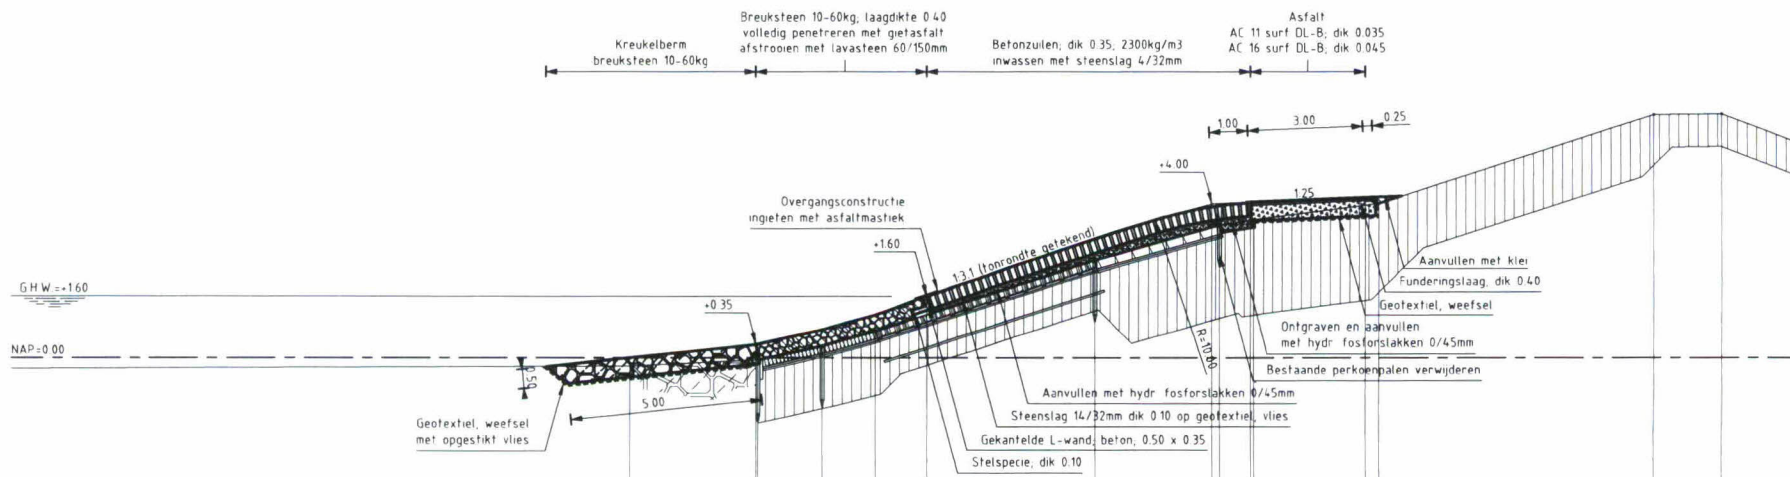 Kreukelberm
breuksteen 10-60kg
Breuksteen 10-60kg, laagdikte 0.40
volledig penetreren met gietasfalt
afstrooien met lavasteen 60/150mm
Betonzuilen; dik 0.35; 2300kg/m3
inwassen met steenslag 4/32mm
Asfalt
AC 11 surf DL-B; dik 0.035
AC 16 surf DL-B; dik 0.045
1.00
3.00
0.25
+4.00
1:25
Overgangsconstructie
ingieten met asfaltmastiek
+1.60
1:3.1 (tonrondte getekend)
G.H.W.=+1.60
+0.35
NAP=0.00
0.50
5.00
R=10.00
Aanvullen met klei
Funderingslaag, dik 0.40
Geotextiel, weefsel
Ontgraven en aanvullen
met hydr fosforslakken 0/45mm
Bestaande perkoenpalen verwijderen
Aanvullen met hydr fosforslakken 0/45mm
Steenslag 14/32mm dik 0.10 op geotextiel, vlies
Gekantelde L-wand; beton; 0.50 x 0.35
Stelspecie; dik 0.10
Geotextiel, weefsel
met opgestikt vlies